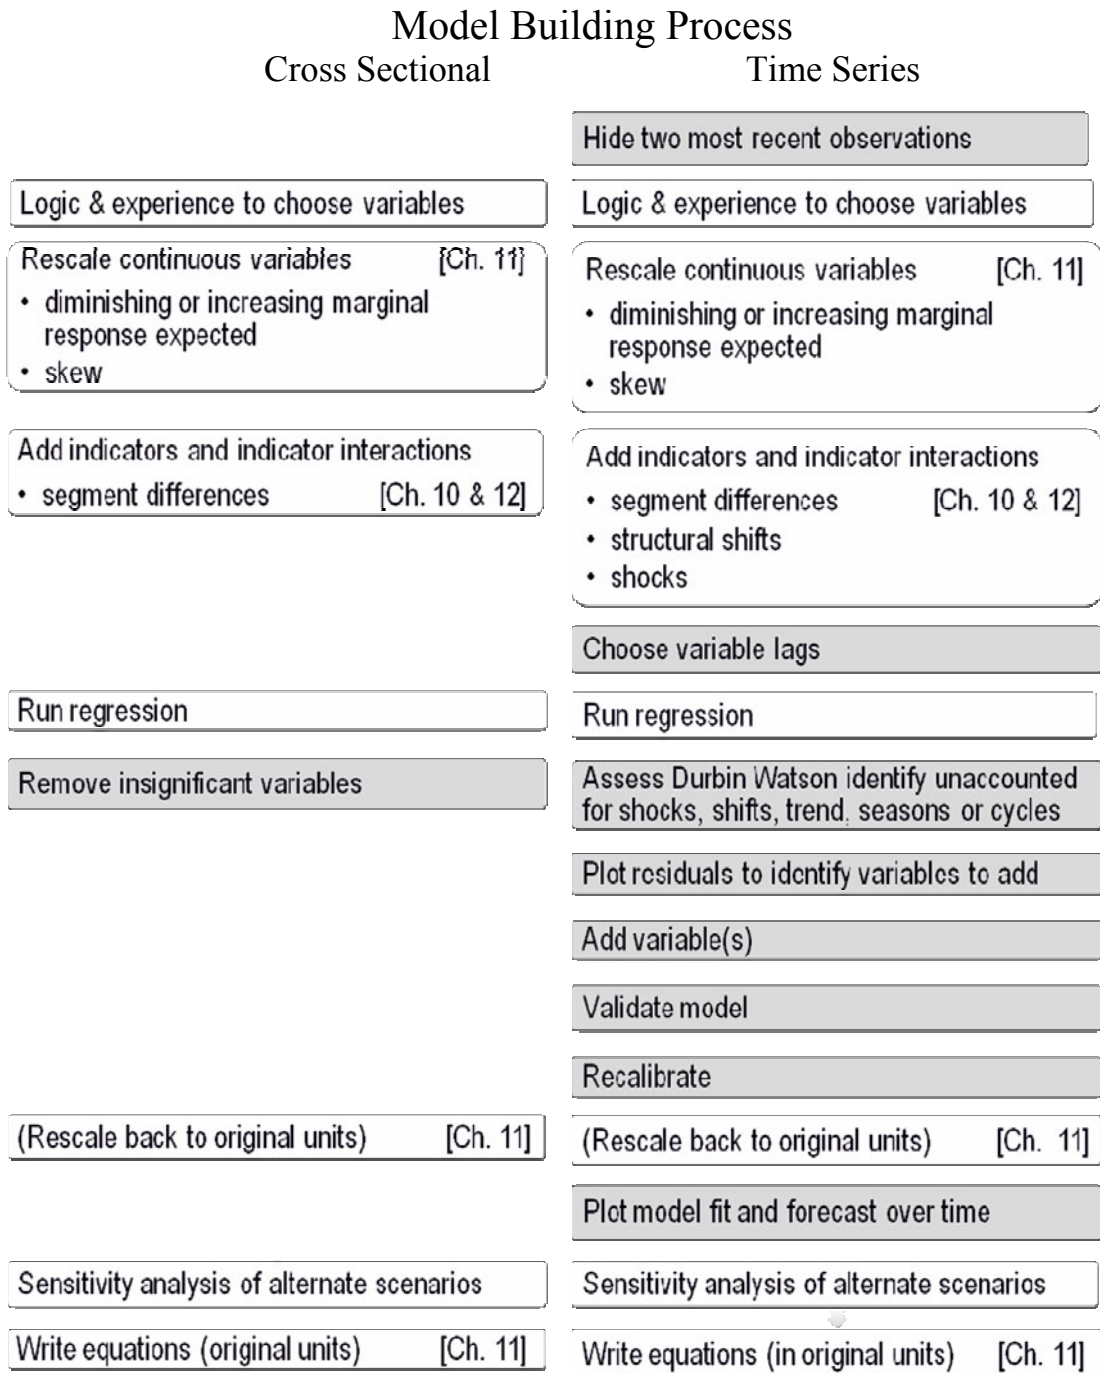 Model Building Process
Cross Sectional
Time Series
Hide two most recent observations
Logic & experience to choose variables
Logic & experience to choose variables
Rescale continuous variables [Ch. 11]
• diminishing or increasing marginal
response expected
• skew
Rescale continuous variables [Ch. 11]
• diminishing or increasing marginal
response expected
• skew
Add indicators and indicator interactions
• segment differences [Ch. 10 & 12]
Add indicators and indicator interactions
• segment differences [Ch. 10 & 12]
• structural shifts
• shocks
Choose variable lags
Run regression
Run regression
Remove insignificant variables
Assess Durbin Watson identify unaccounted
for shocks, shifts, trend, seasons or cycles
Plot residuals to identify variables to add
Add variable(s)
Validate model
Recalibrate
(Rescale back to original units) [Ch. 11]
(Rescale back to original units) [Ch. 11]
Plot model fit and forecast over time
Sensitivity analysis of alternate scenarios
Sensitivity analysis of alternate scenarios
Write equations (original units) [Ch. 11]
Write equations (in original units) [Ch. 11]